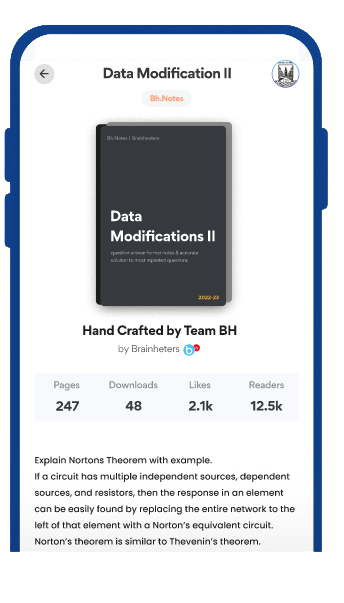 Data Modification II
Bh.Notes
Bh.Notes | Brainheeters
Data
Modifications II
question answer format notes & accurate
solution to most repeated questions
2022-23
Hand Crafted by Team BH
by Brainheters
Pages Downloads Likes Readers
247 48 2.1k 12.5k
Explain Nortons Theorem with example.
If a circuit has multiple independent sources, dependent
sources, and resistors, then the response in an element
can be easily found by replacing the entire network to the
left of that element with a Norton's equivalent circuit.
Norton's theorem is similar to Thevenin's theorem.